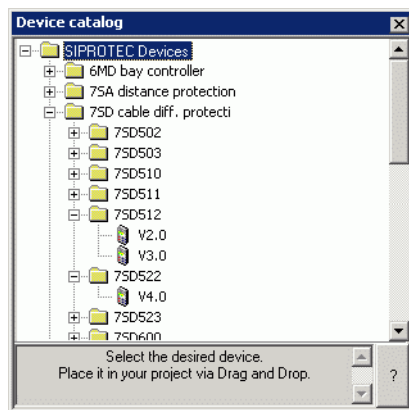 Device catalog
SIPROTEC Devices
6MD bay controller
7SA distance protection
7SD cable diff. protecti
7SD502
7SD503
7SD510
7SD511
7SD512
V2.0
V3.0
7SD522
V4.0
7SD523
7SD600
Select the desired device.
Place it in your project via Drag and Drop.
?